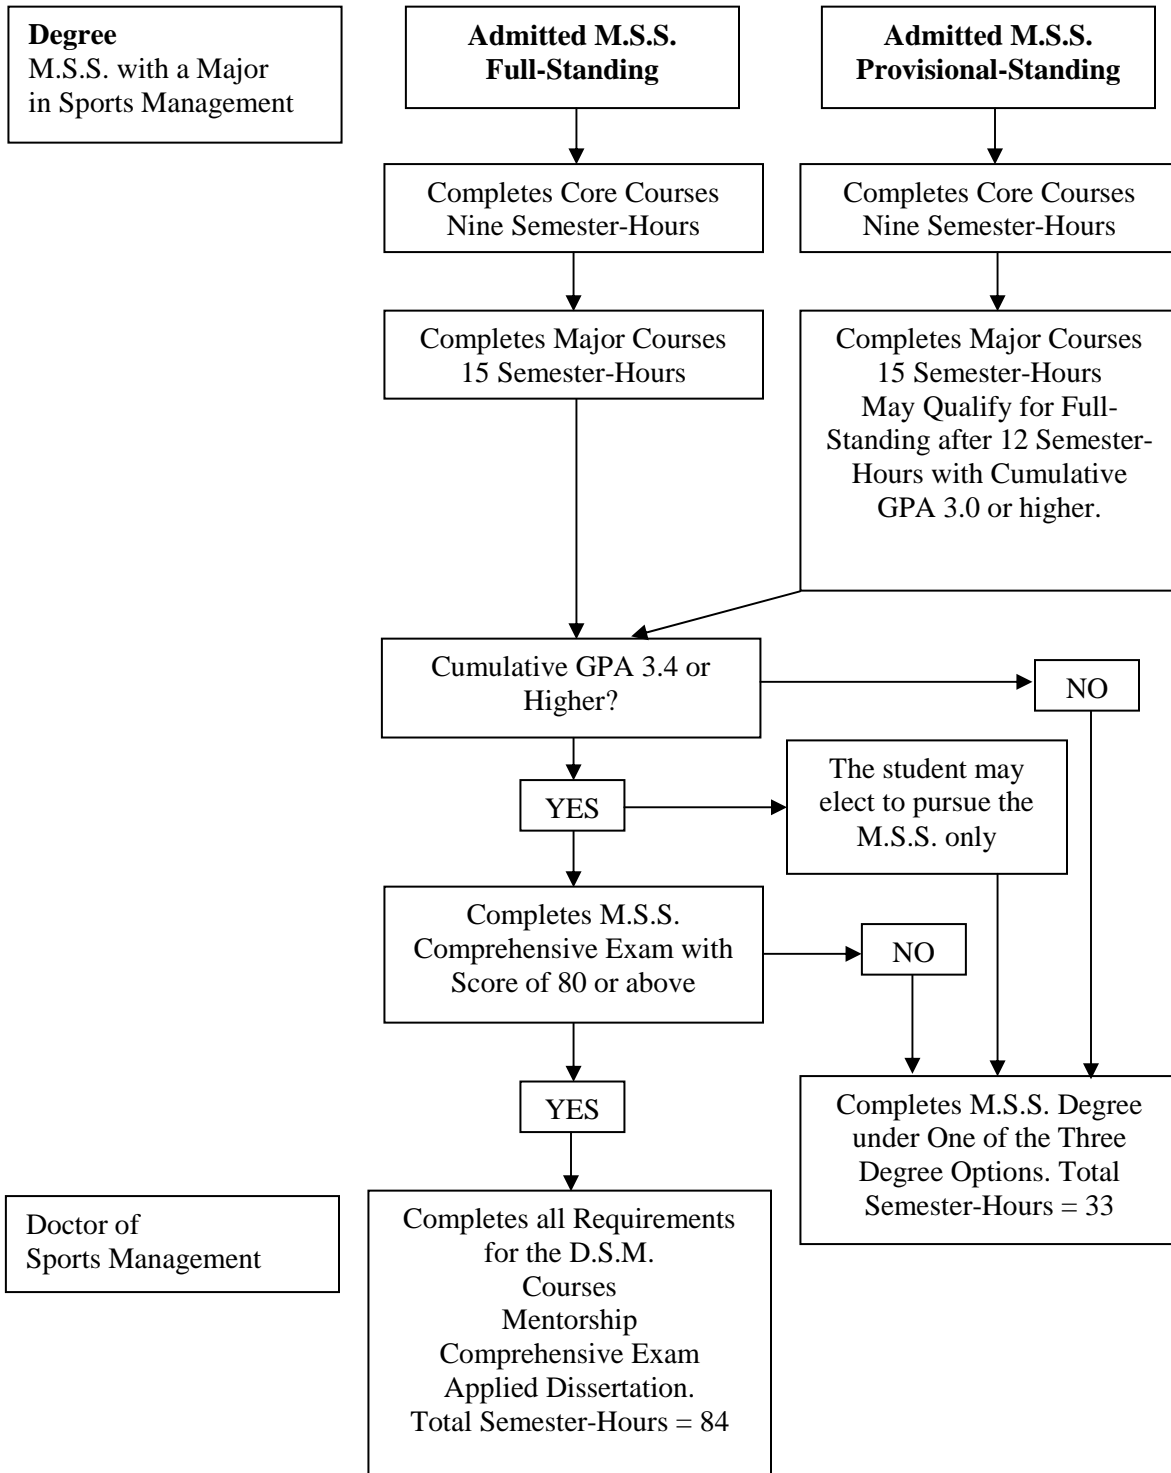 Degree
M.S.S. with a Major
in Sports Management
Admitted M.S.S.
Full-Standing
Admitted M.S.S.
Provisional-Standing
Completes Core Courses
Nine Semester-Hours
Completes Core Courses
Nine Semester-Hours
Completes Major Courses
15 Semester-Hours
Completes Major Courses
15 Semester-Hours
May Qualify for Full-
Standing after 12 Semester-
Hours with Cumulative
GPA 3.0 or higher.
Cumulative GPA 3.4 or
Higher?
NO
YES
The student may
elect to pursue the
M.S.S. only
Completes M.S.S.
Comprehensive Exam with
Score of 80 or above
NO
YES
Completes M.S.S. Degree
under One of the Three
Degree Options. Total
Semester-Hours = 33
Doctor of
Sports Management
Completes all Requirements
for the D.S.M.
Courses
Mentorship
Comprehensive Exam
Applied Dissertation.
Total Semester-Hours = 84